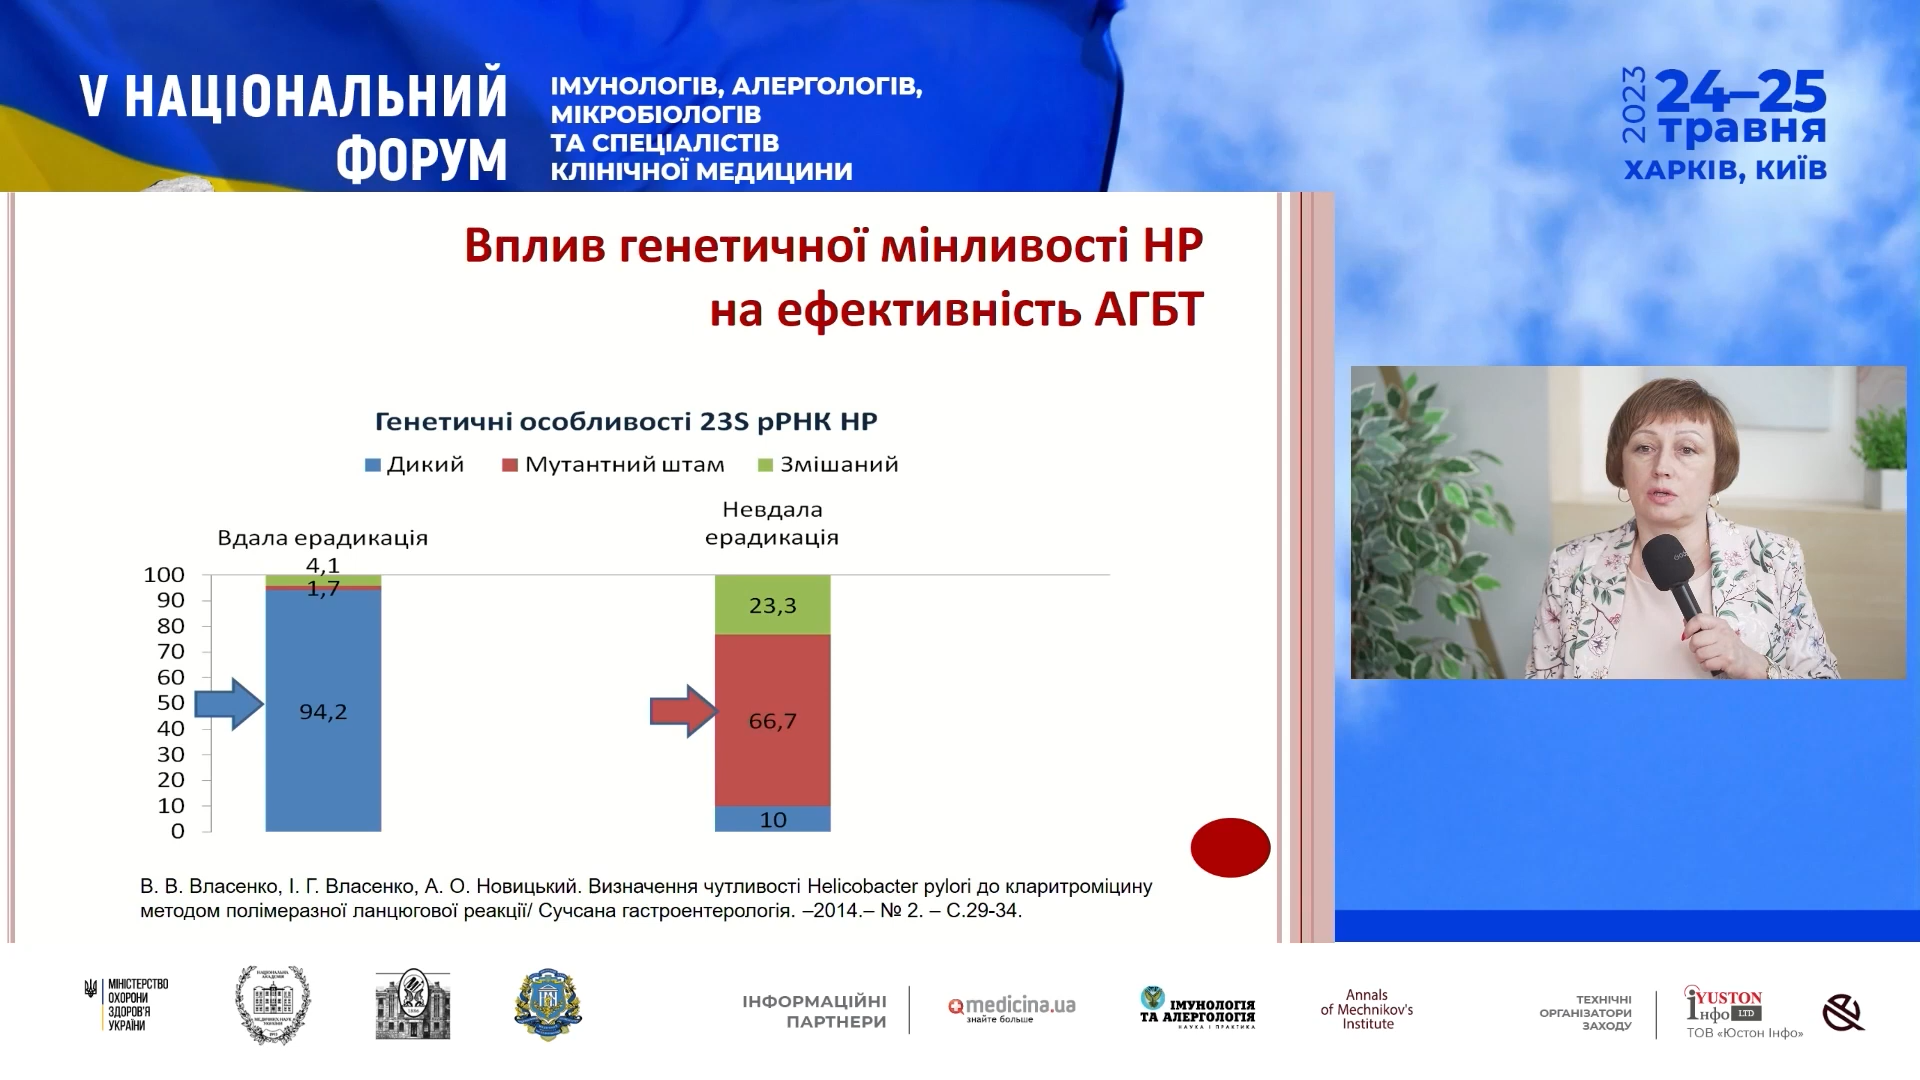 V НАЦІОНАЛЬНИЙ
ФОРУМ
ІМУНОЛОГІВ, АЛЕРГОЛОГІВ,
МІКРОБІОЛОГІВ
ТА СПЕЦІАЛІСТІВ
КЛІНІЧНОЇ МЕДИЦИНИ
2023
24–25
травня
ХАРКІВ, КИЇВ
Вплив генетичної мінливості НР
на ефективність АГБТ
Генетичні особливості 23S рРНК НР
Дикий Мутантний штам Змішаний
Вдала ерадикація
Невдала
ерадикація
100
90
80
70
60
50
40
30
20
10
0
4,1
1,7
94,2
23,3
66,7
10
В. В. Власенко, І. Г. Власенко, А. О. Новицький. Визначення чутливості Helicobacter pylori до кларитроміцину
методом полімеразної ланцюгової реакції/ Сучсана гастроентерологія. –2014.– № 2. – С.29-34.
МІНІСТЕРСТВО
ОХОРОНИ
ЗДОРОВ'Я
УКРАЇНИ
ІНФОРМАЦІЙНІ
ПАРТНЕРИ
medicina.ua
знайте більше
ІМУНОЛОГІЯ
ТА АЛЕРГОЛОГІЯ
НАУКА І ПРАКТИКА
Annals
of Mechnikov's
Institute
ТЕХНІЧНІ
ОРГАНІЗАТОРИ
ЗАХОДУ
YUSTON
Інфо LTD
ТОВ «Юстон Інфо»